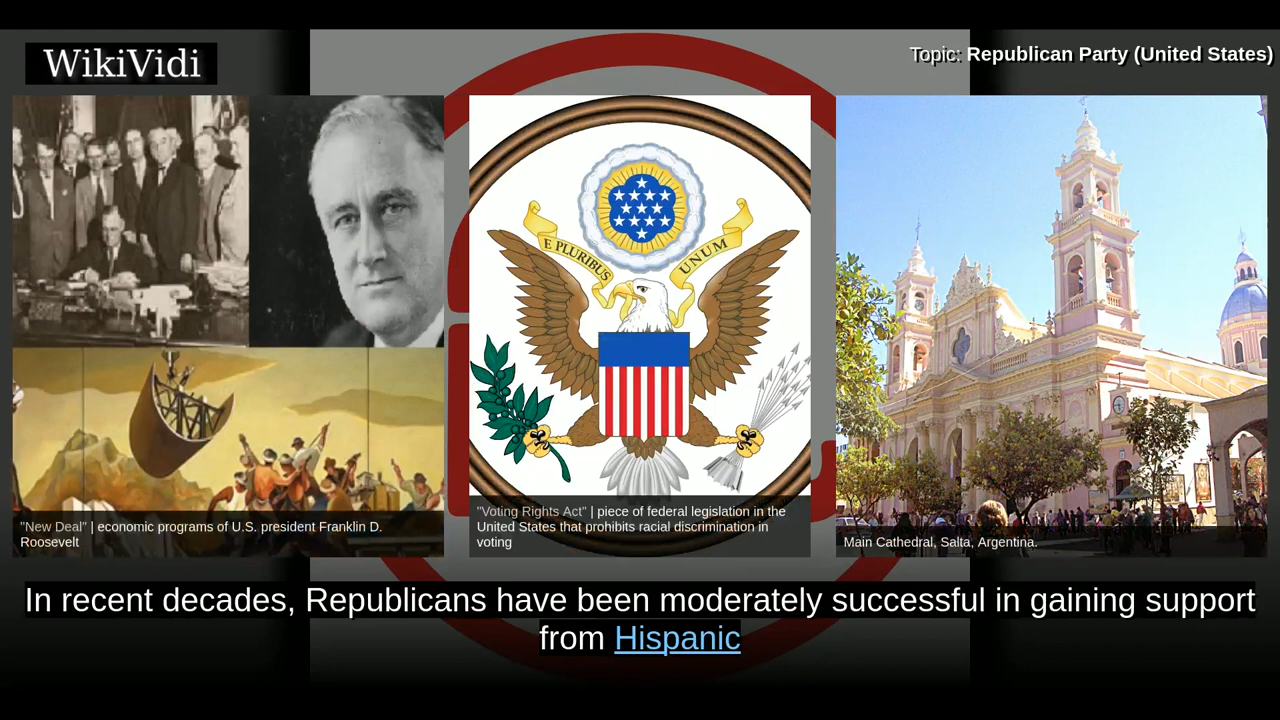 WikiVidi
Topic: Republican Party (United States)
E PLURIBUS UNUM
"New Deal" | economic programs of U.S. president Franklin D.
Roosevelt
"Voting Rights Act" | piece of federal legislation in the
United States that prohibits racial discrimination in
voting
Main Cathedral, Salta, Argentina.
In recent decades, Republicans have been moderately successful in gaining support
from Hispanic